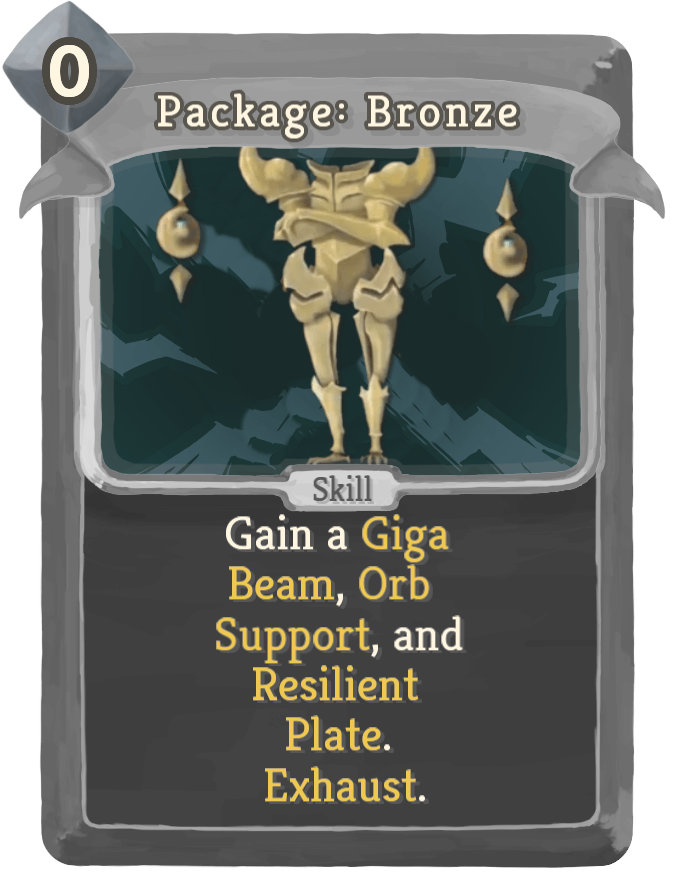 0
Package: Bronze
Skill
Gain a Giga
Beam, Orb
Support, and
Resilient
Plate.
Exhaust.